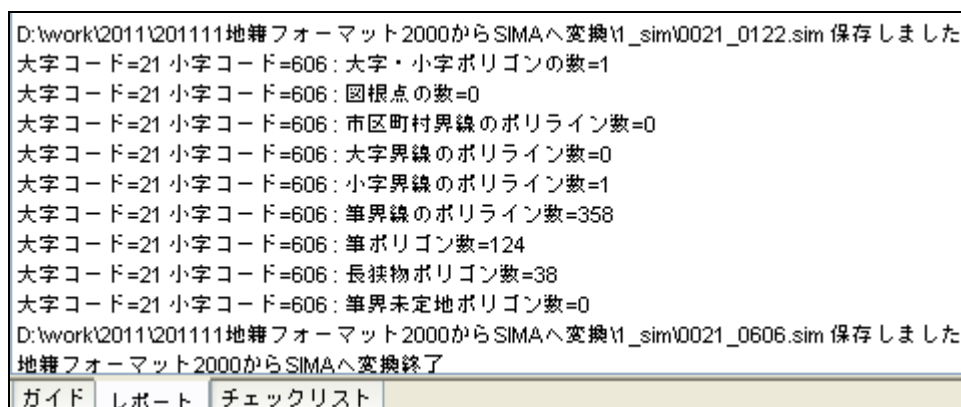 D:\work\2011\201111地籍フォーマット2000からSIMAへ変換\1_sim\0021_0122.sim 保存しました
大字コード=21 小字コード=606 : 大字・小字ポリゴンの数=1
大字コード=21 小字コード=606 : 図根点の数=0
大字コード=21 小字コード=606 : 市区町村界線のポリライン数=0
大字コード=21 小字コード=606 : 大字界線のポリライン数=0
大字コード=21 小字コード=606 : 小字界線のポリライン数=1
大字コード=21 小字コード=606 : 筆界線のポリライン数=358
大字コード=21 小字コード=606 : 筆ポリゴン数=124
大字コード=21 小字コード=606 : 長狭物ポリゴン数=38
大字コード=21 小字コード=606 : 筆界未定地ポリゴン数=0
D:\work\2011\201111地籍フォーマット2000からSIMAへ変換\1_sim\0021_0606.sim 保存しました
地籍フォーマット2000からSIMAへ変換終了
ガイド レポート チェックリスト